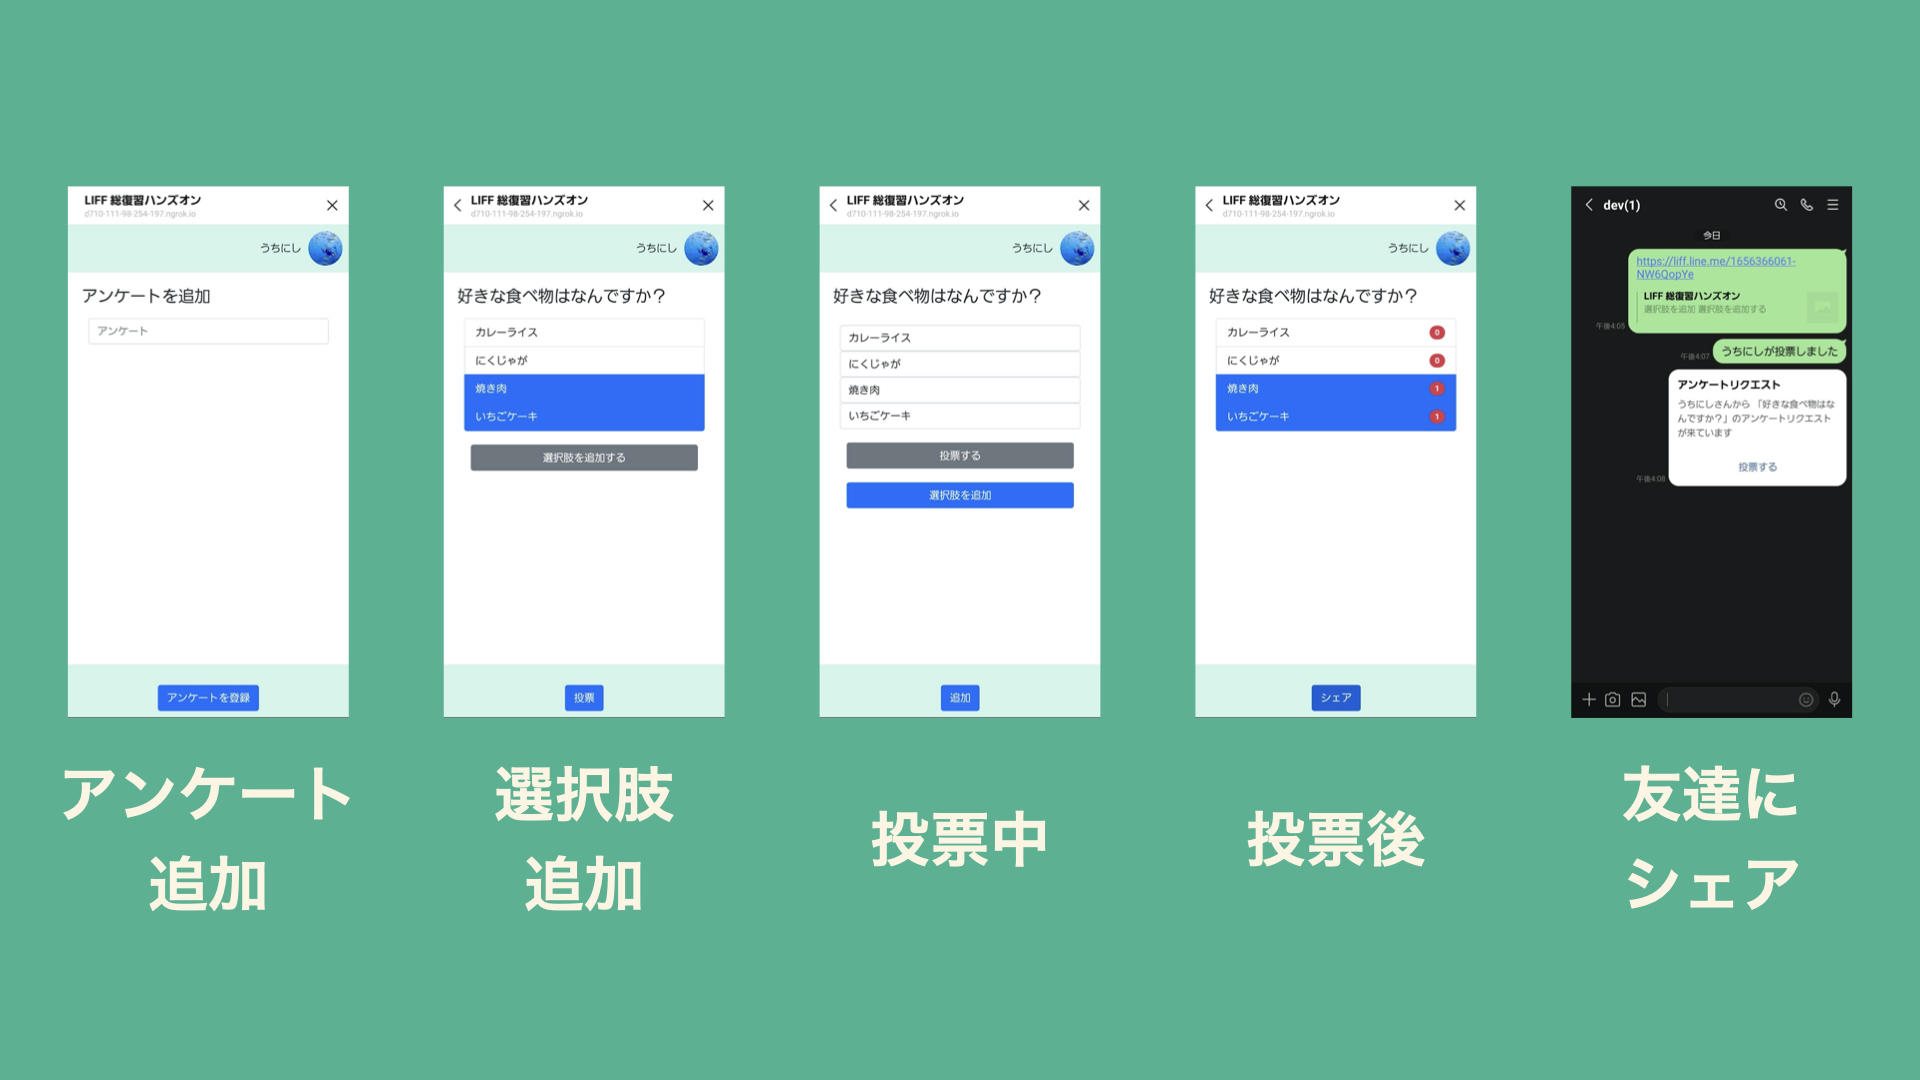 LIFF 総復習ハンズオン
d710-111-98-254-197.ngrok.io
うちにし
アンケートを追加
アンケート
アンケートを登録
アンケート
追加
LIFF 総復習ハンズオン
d710-111-98-254-197.ngrok.io
うちにし
好きな食べ物はなんですか？
カレーライス
にくじゃが
焼き肉
いちごケーキ
選択肢を追加する
投票
選択肢
追加
LIFF 総復習ハンズオン
d710-111-98-254-197.ngrok.io
うちにし
好きな食べ物はなんですか？
カレーライス
にくじゃが
焼き肉
いちごケーキ
投票する
選択肢を追加
追加
投票中
LIFF 総復習ハンズオン
d710-111-98-254-197.ngrok.io
うちにし
好きな食べ物はなんですか？
カレーライス 0
にくじゃが 0
焼き肉 1
いちごケーキ 1
シェア
投票後
dev(1)
今日
https://liff.line.me/1656366061-
NW6QopYe
LIFF 総復習ハンズオン
選択肢を追加 選択肢を追加する
午後4:05
うちにしが投票しました
午後4:07
アンケートリクエスト
うちにしさんから「好きな食べ物はな
んですか？」のアンケートリクエスト
が来ています
投票する
午後4:08
友達に
シェア